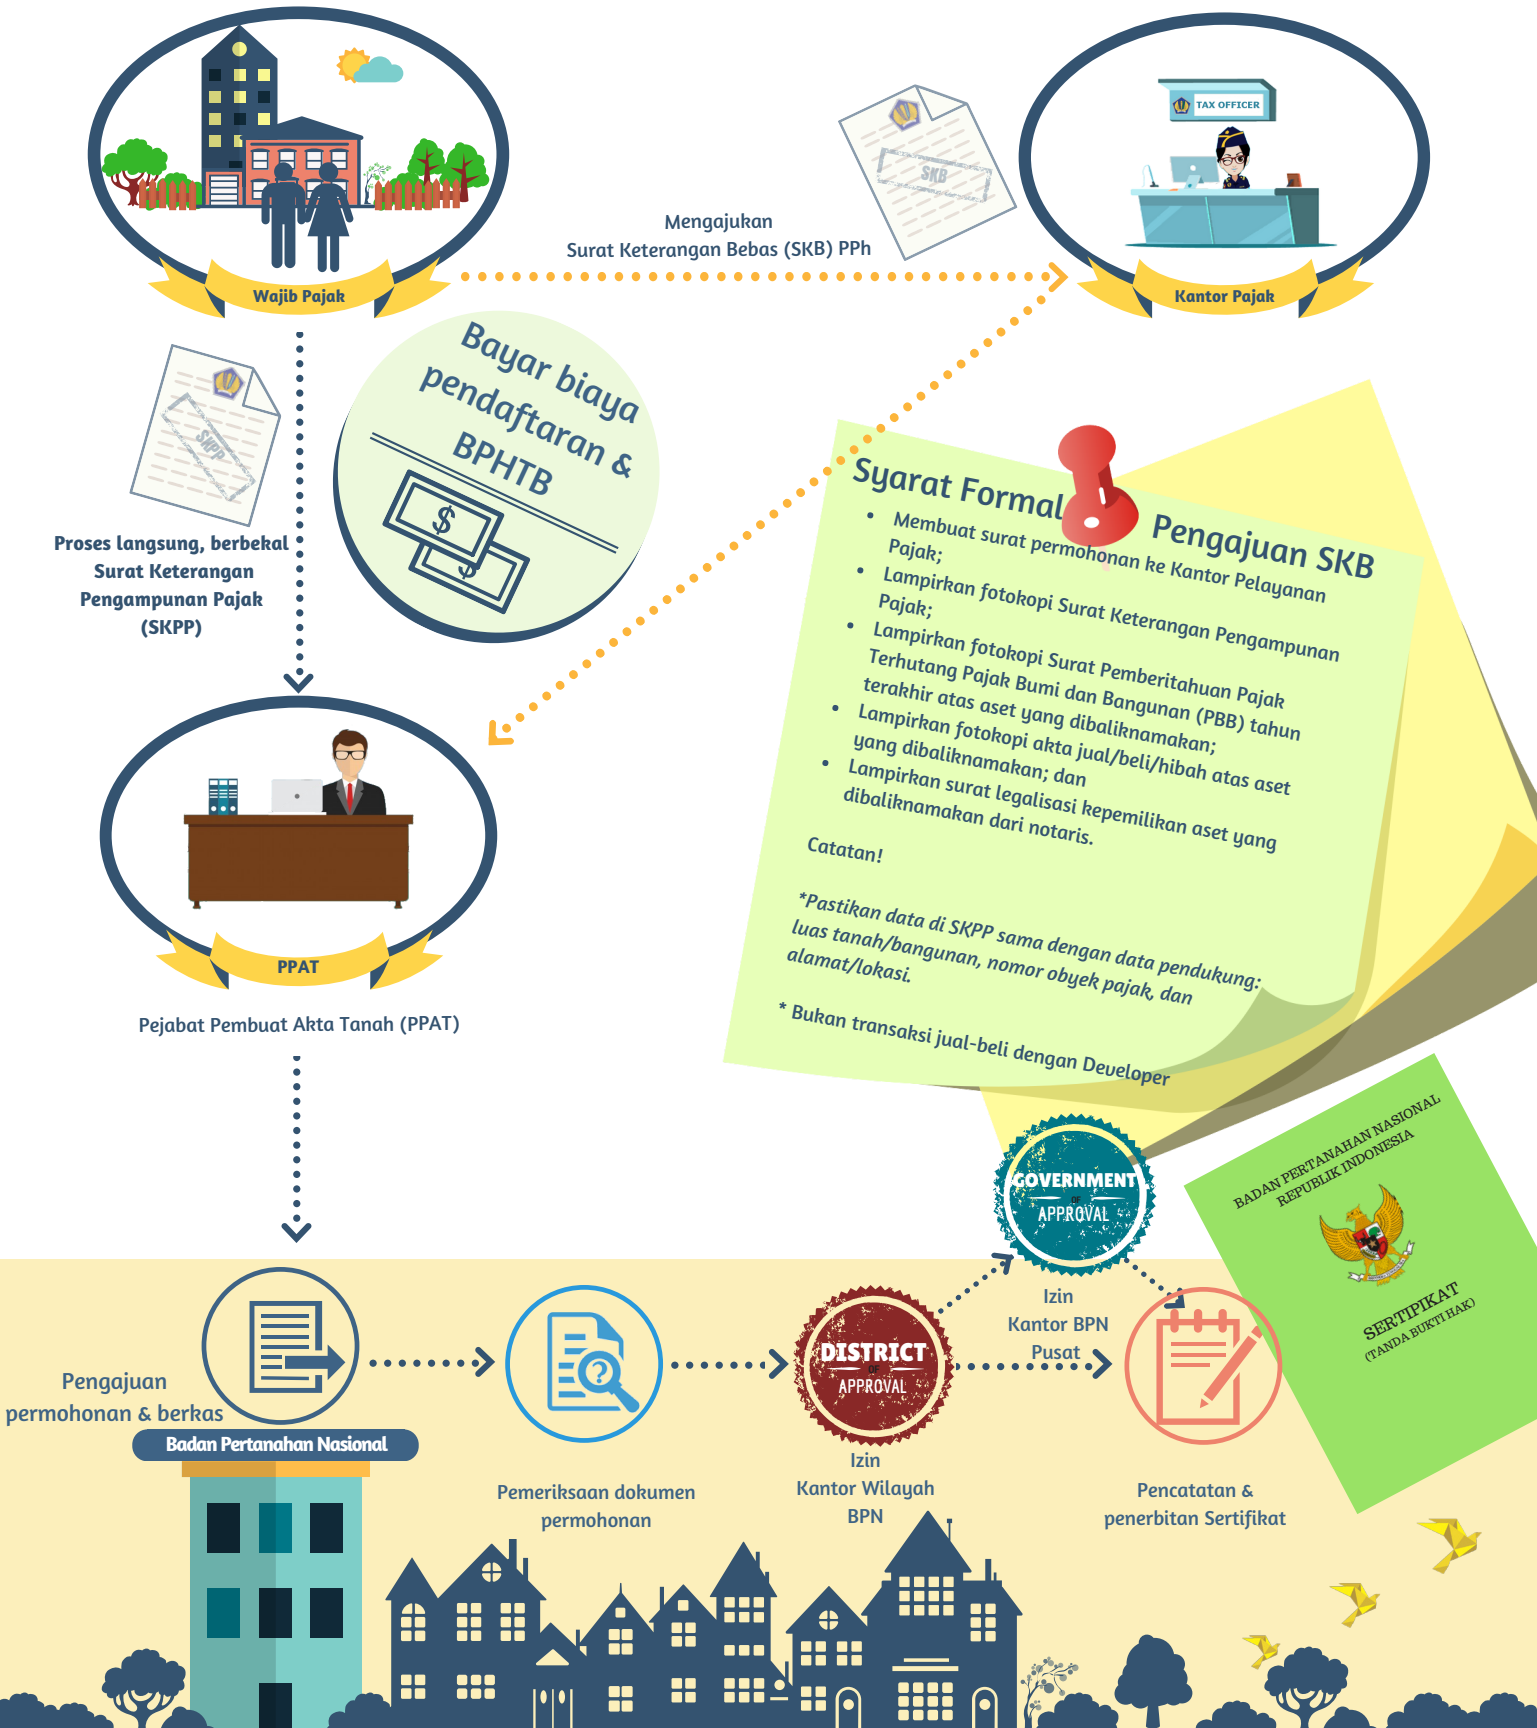 TAX OFFICER
SKB
Mengajukan
Surat Keterangan Bebas (SKB) PPh
Wajib Pajak
Kantor Pajak
Bayar biaya
pendaftaran &
BPHTB
$
$
SKPP
Proses langsung, berbekal
Surat Keterangan
Pengampunan Pajak
(SKPP)
Syarat Formal Pengajuan SKB
• Membuat surat permohonan ke Kantor Pelayanan
Pajak;
• Lampirkan fotokopi Surat Keterangan Pengampunan
Pajak;
• Lampirkan fotokopi Surat Pemberitahuan Pajak
Terhutang Pajak Bumi dan Bangunan (PBB) tahun
terakhir atas aset yang dibaliknamakan;
• Lampirkan fotokopi akta jual/beli/hibah atas aset
yang dibaliknamakan; dan
• Lampirkan surat legalisasi kepemilikan aset yang
dibaliknamakan dari notaris.
Catatan!
*Pastikan data di SKPP sama dengan data pendukung:
luas tanah/bangunan, nomor obyek pajak, dan
alamat/lokasi.
* Bukan transaksi jual-beli dengan Developer
PPAT
Pejabat Pembuat Akta Tanah (PPAT)
BADAN PERTANAHAN NASIONAL
REPUBLIK INDONESIA
SERTIPIKAT
(TANDA BUKTI HAK)
GOVERNMENT
OF
APPROVAL
Izin
Kantor BPN
Pusat
DISTRICT
OF
APPROVAL
Izin
Kantor Wilayah
BPN
Pengajuan
permohonan & berkas
Badan Pertanahan Nasional
?
Pemeriksaan dokumen
permohonan
Pencatatan &
penerbitan Sertifikat